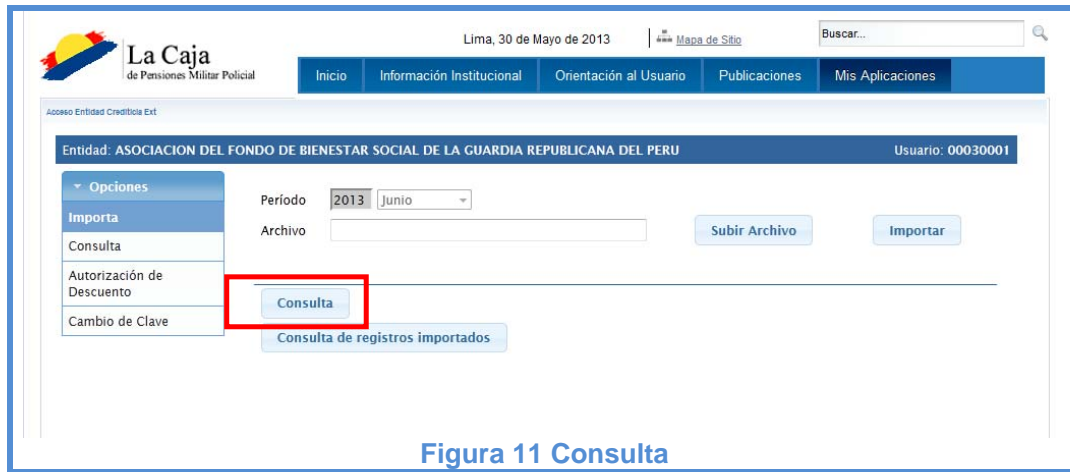 La Caja
de Pensiones Militar Policial
Lima, 30 de Mayo de 2013
Mapa de Sitio
Buscar...
Inicio
Información Institucional
Orientación al Usuario
Publicaciones
Mis Aplicaciones
Acceso Entidad Crediticia Ext
Entidad: ASOCIACION DEL FONDO DE BIENESTAR SOCIAL DE LA GUARDIA REPUBLICANA DEL PERU
Usuario: 00030001
Opciones
Importa
Consulta
Autorización de
Descuento
Cambio de Clave
Período 2013 Junio
Archivo
Subir Archivo
Importar
Consulta
Consulta de registros importados
Figura 11 Consulta